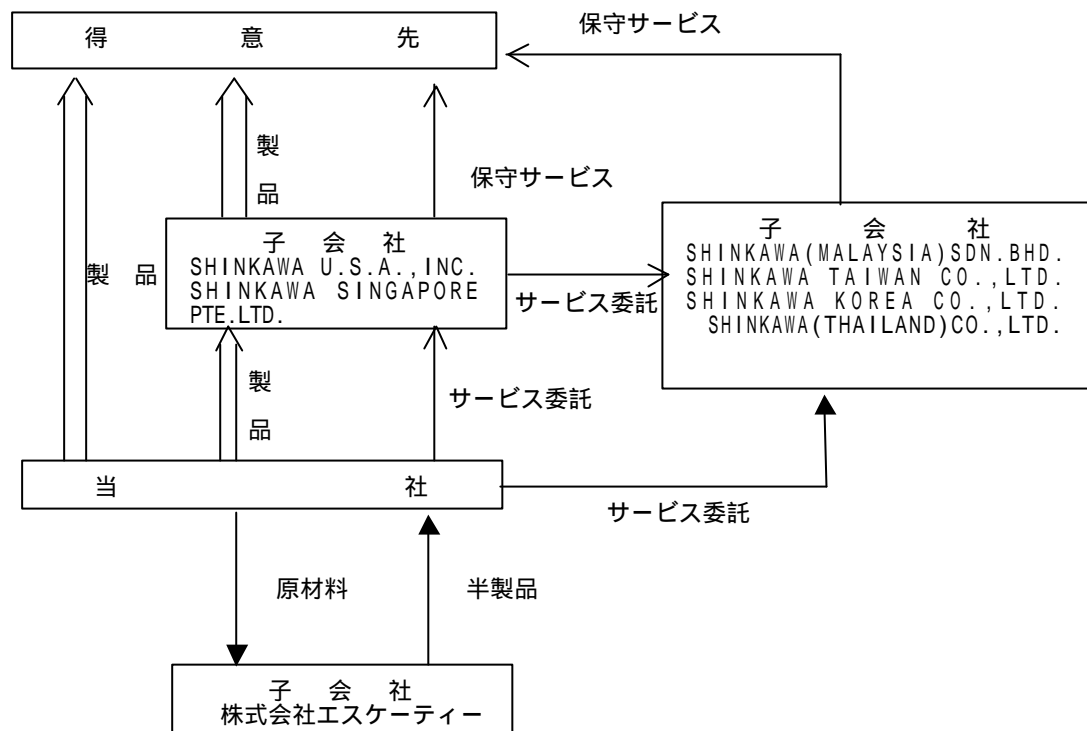 得意先
保守サービス
製品
保守サービス
子会社
SHINKAWA U.S.A.,INC.
SHINKAWA SINGAPORE
PTE.LTD.
子会社
SHINKAWA(MALAYSIA)SDN.BHD.
SHINKAWA TAIWAN CO.,LTD.
SHINKAWA KOREA CO.,LTD.
SHINKAWA(THAILAND)CO.,LTD.
製品
サービス委託
製品
サービス委託
当社
サービス委託
原材料
半製品
子会社
株式会社エスケーティー